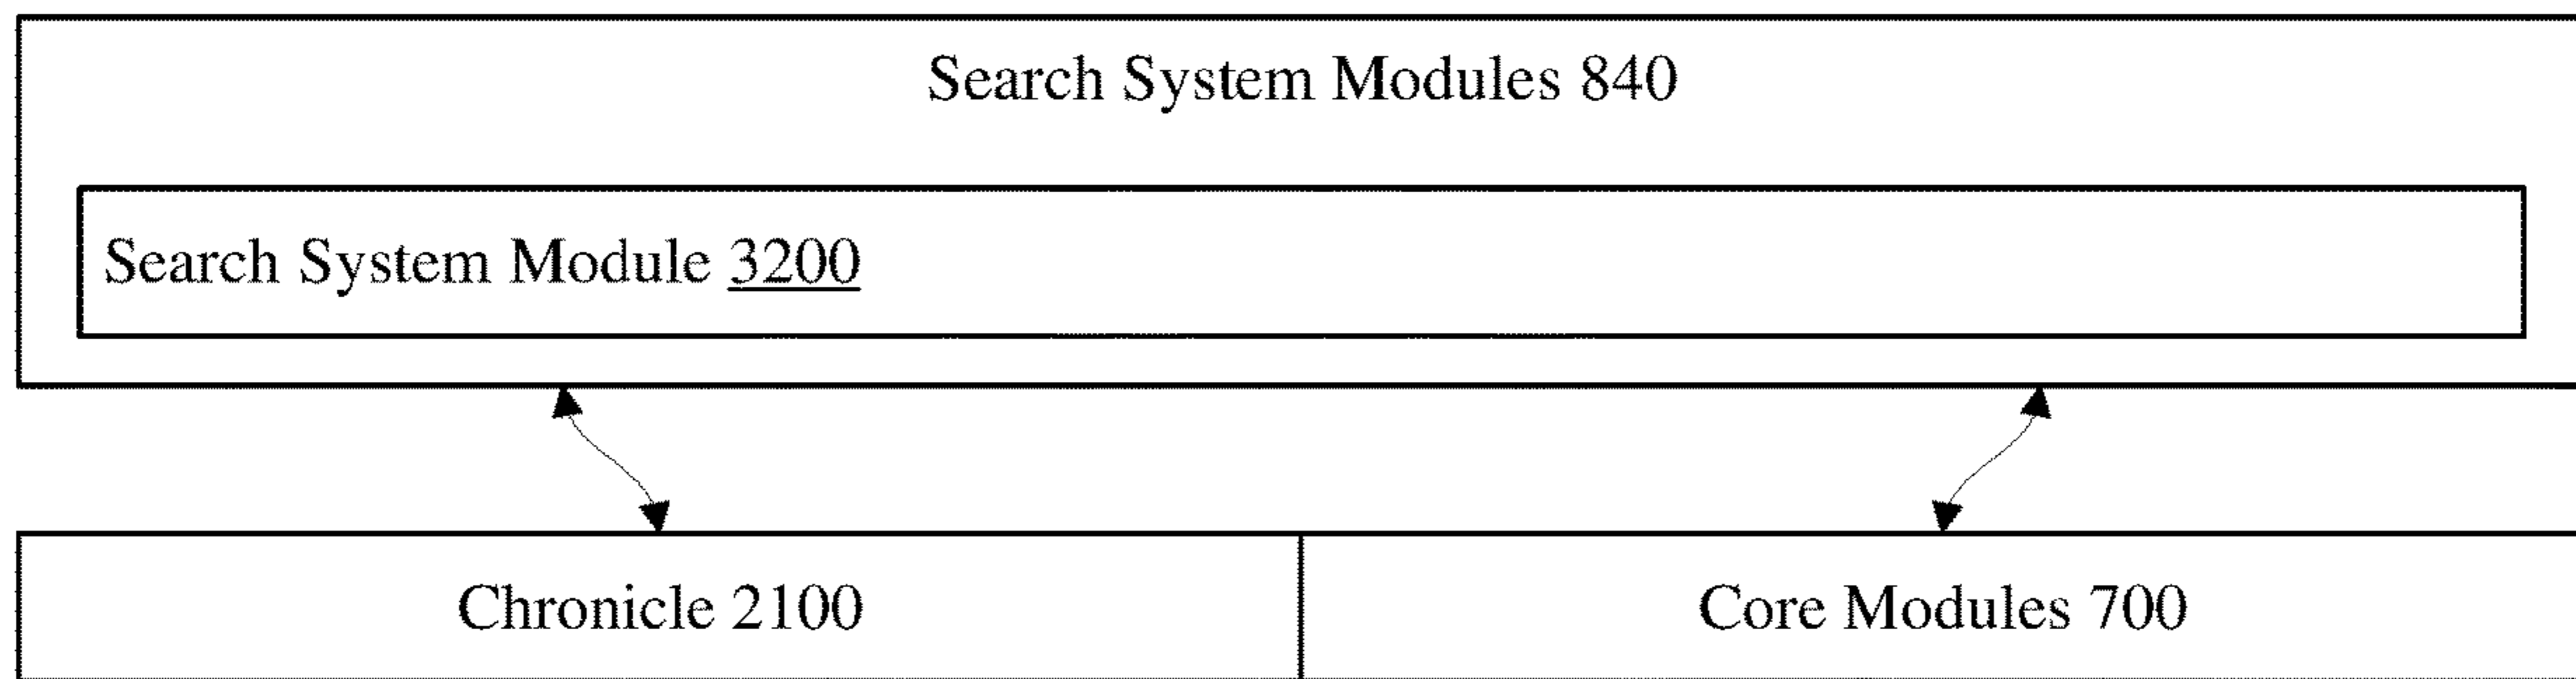 Search System Modules 840
Search System Module 3200
Chronicle 2100
Core Modules 700